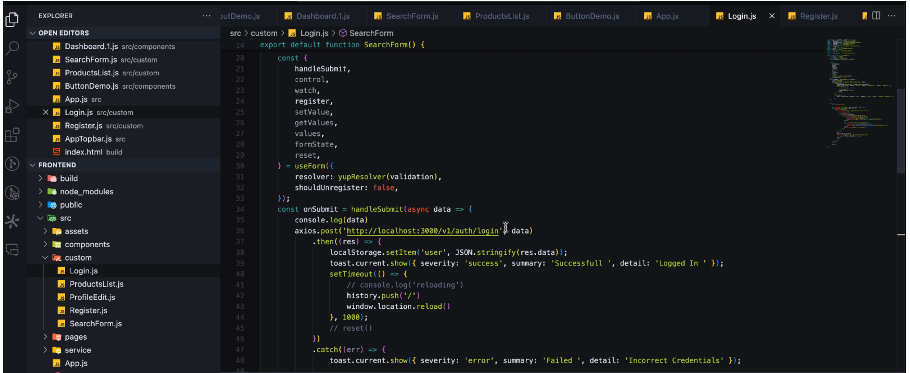 EXPLORER
OPEN EDITORS
Dashboard.1.js src/components
SearchForm.js src/custom
ProductsList.js src/custom
ButtonDemo.js src/components
App.js src
Login.js src/custom
Register.js src/custom
AppTopbar.js src
index.html build
FRONTEND
build
node_modules
public
src
assets
components
custom
Login.js
ProductsList.js
ProfileEdit.js
Register.js
SearchForm.js
pages
service
App.js
outDemo.js Dashboard.1.js SearchForm.js ProductsList.js ButtonDemo.js App.js Login.js Register.js
src > custom > Login.js > SearchForm
14 export default function SearchForm() {
20 const {
21 handleSubmit,
22 control,
23 watch,
24 register,
25 setValue,
26 getValues,
27 values,
28 formState,
29 reset,
30 } = useForm({
31 resolver: yupResolver(validation),
32 shouldUnregister: false,
33 });
34 const onSubmit = handleSubmit(async data => {
35 console.log(data)
36 axios.post('http://localhost:3000/v1/auth/login', data)
37 .then((res) => {
38 localStorage.setItem('user', JSON.stringify(res.data));
39 toast.current.show({ severity: 'success', summary: 'Successfull ', detail: 'Logged In ' });
40 setTimeout(() => {
41 // console.log('reloading')
42 history.push('/')
43 window.location.reload()
44 }, 1000);
45 // reset()
46 })
47 .catch((err) => {
48 toast.current.show({ severity: 'error', summary: 'Failed ', detail: 'Incorrect Credentials' });